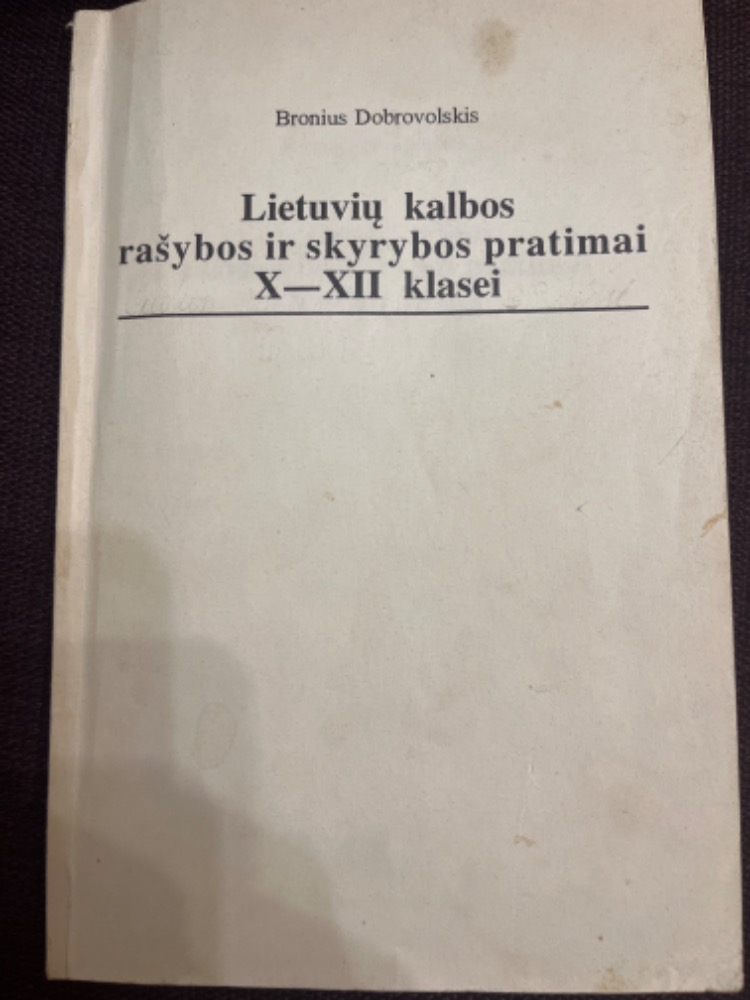 Bronius Dobrovolskis
Lietuvių kalbos
rašybos ir skyrybos pratimai
X—XII klasei